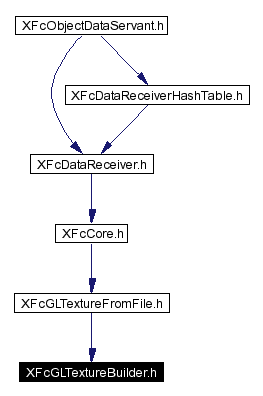 XFcObjectDataServant.h
XFcDataReceiverHashTable.h
XFcDataReceiver.h
XFcCore.h
XFcGLTextureFromFile.h
XFcGLTextureBuilder.h